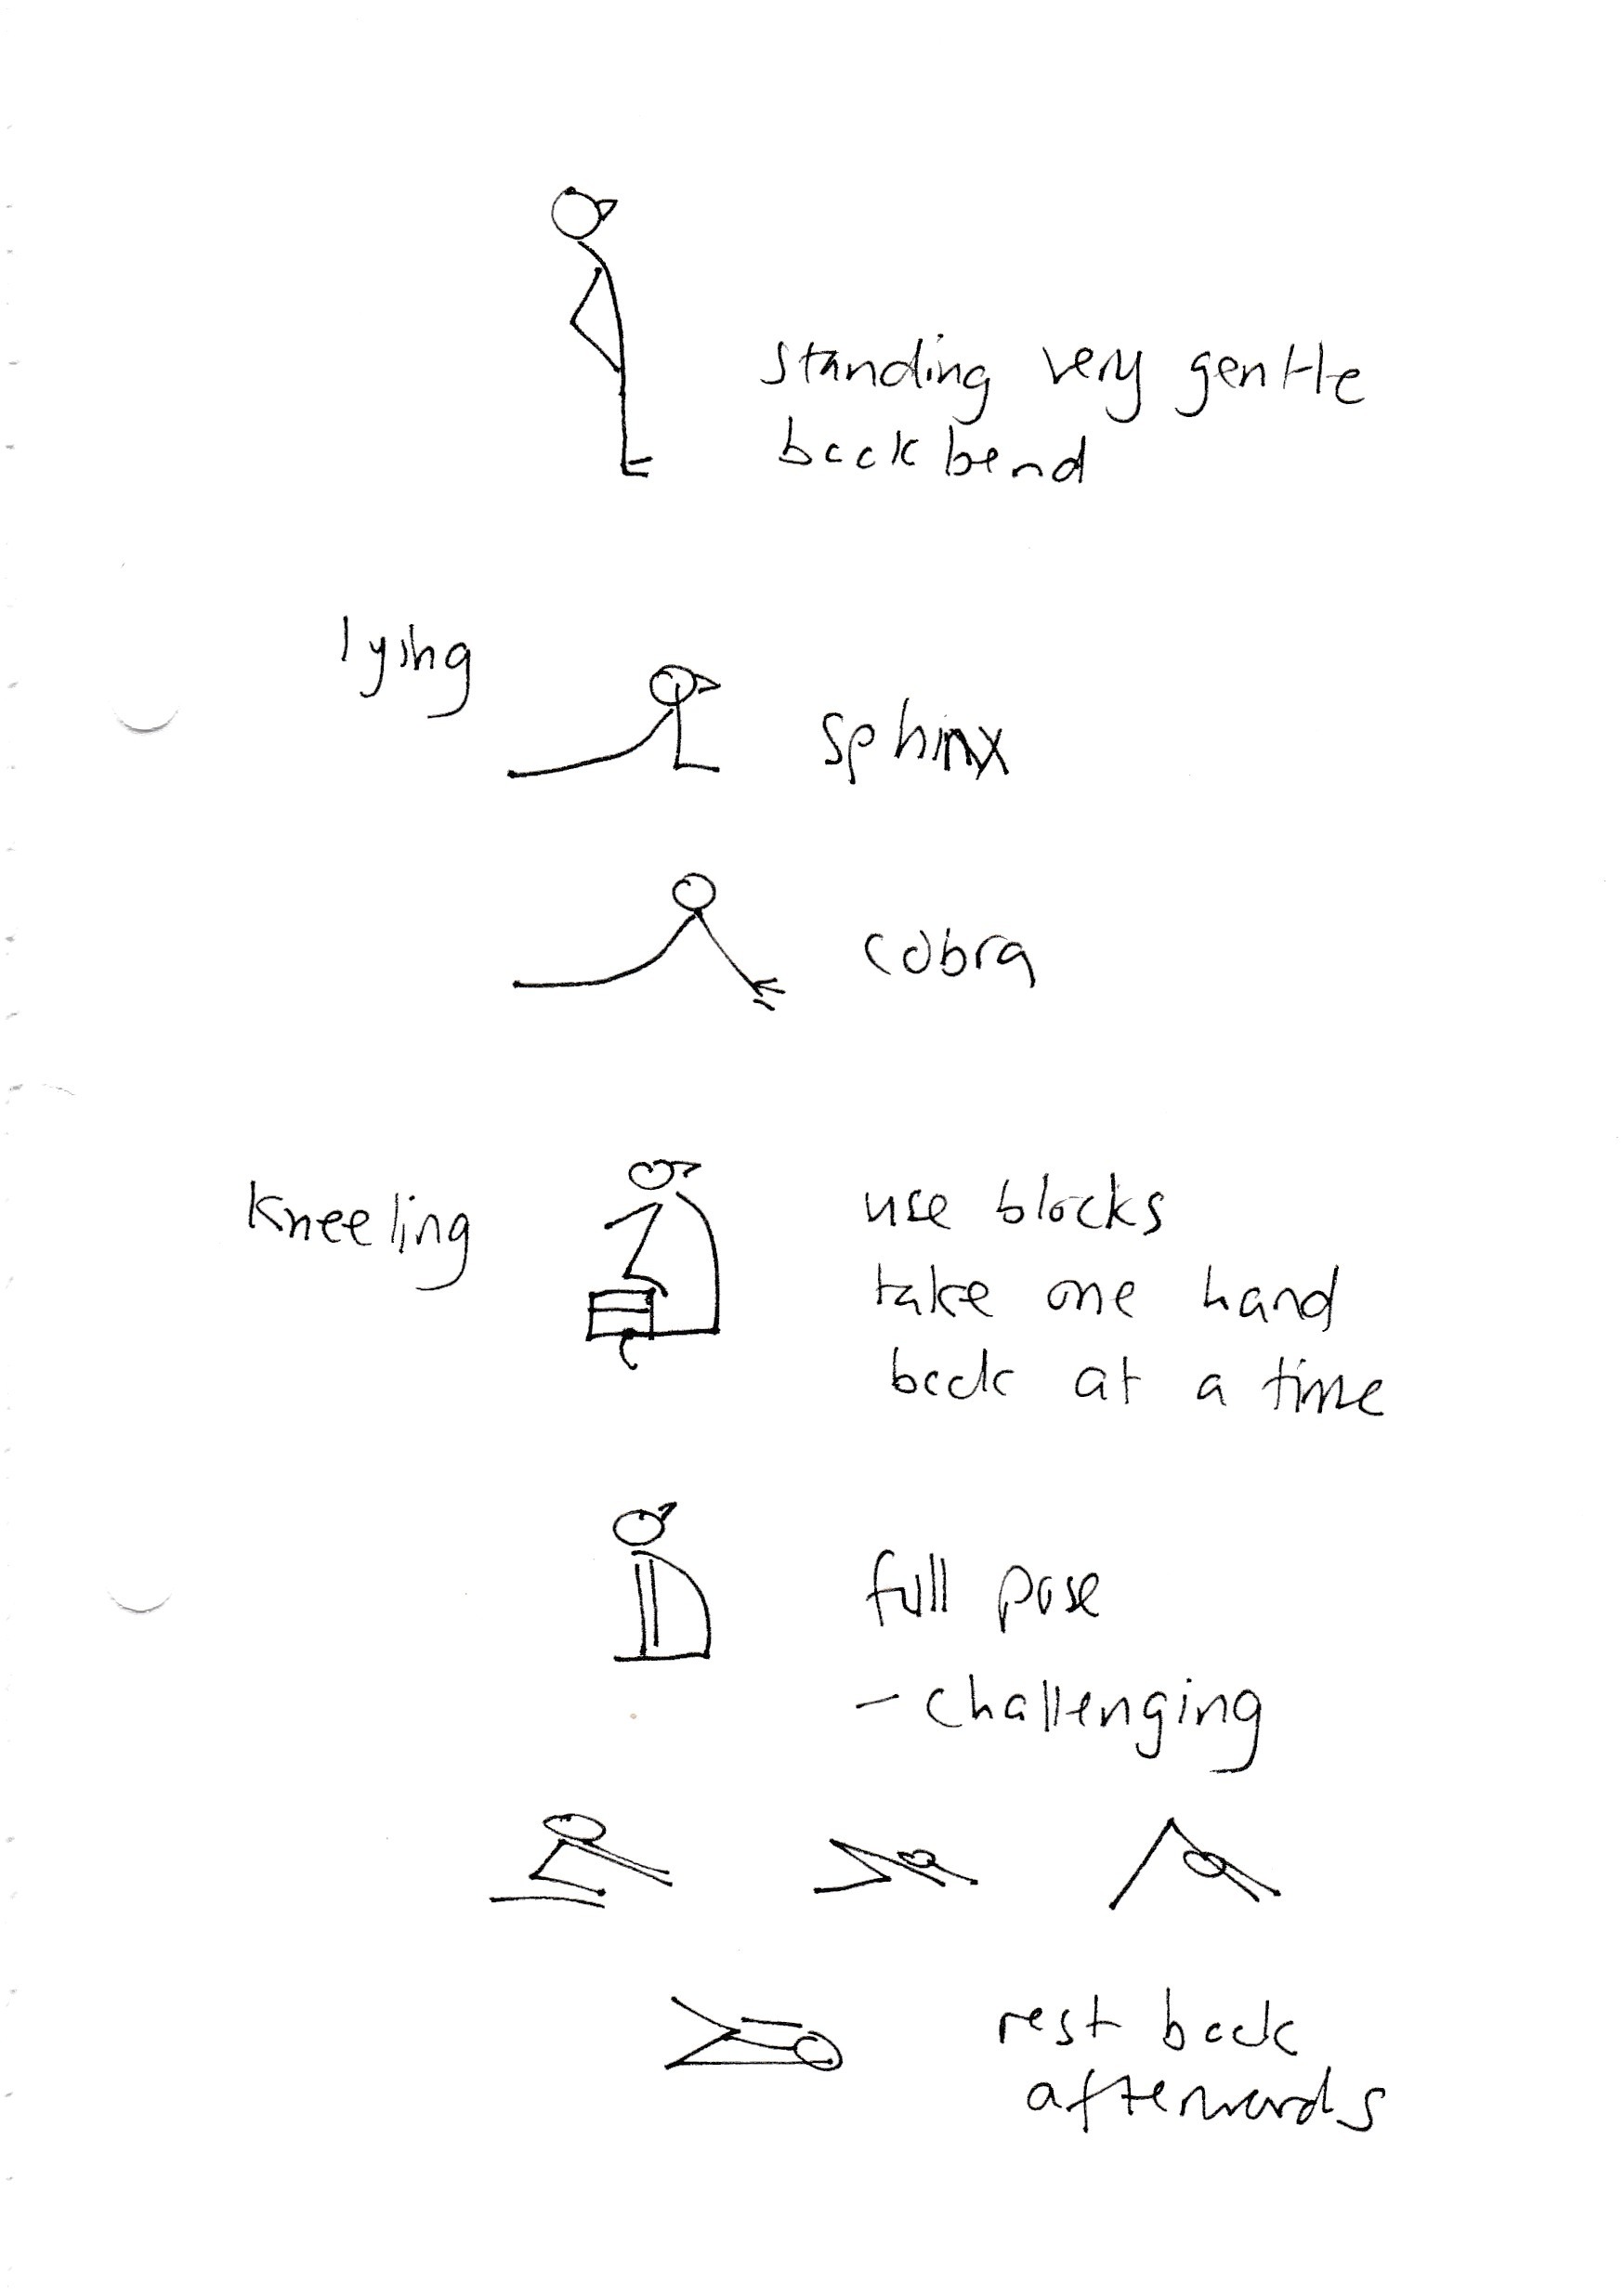 standing very gentle
back bend
lying
sphinx
cobra
kneeling
use blocks
take one hand
back at a time
full pose
- challenging
rest back
afterwards